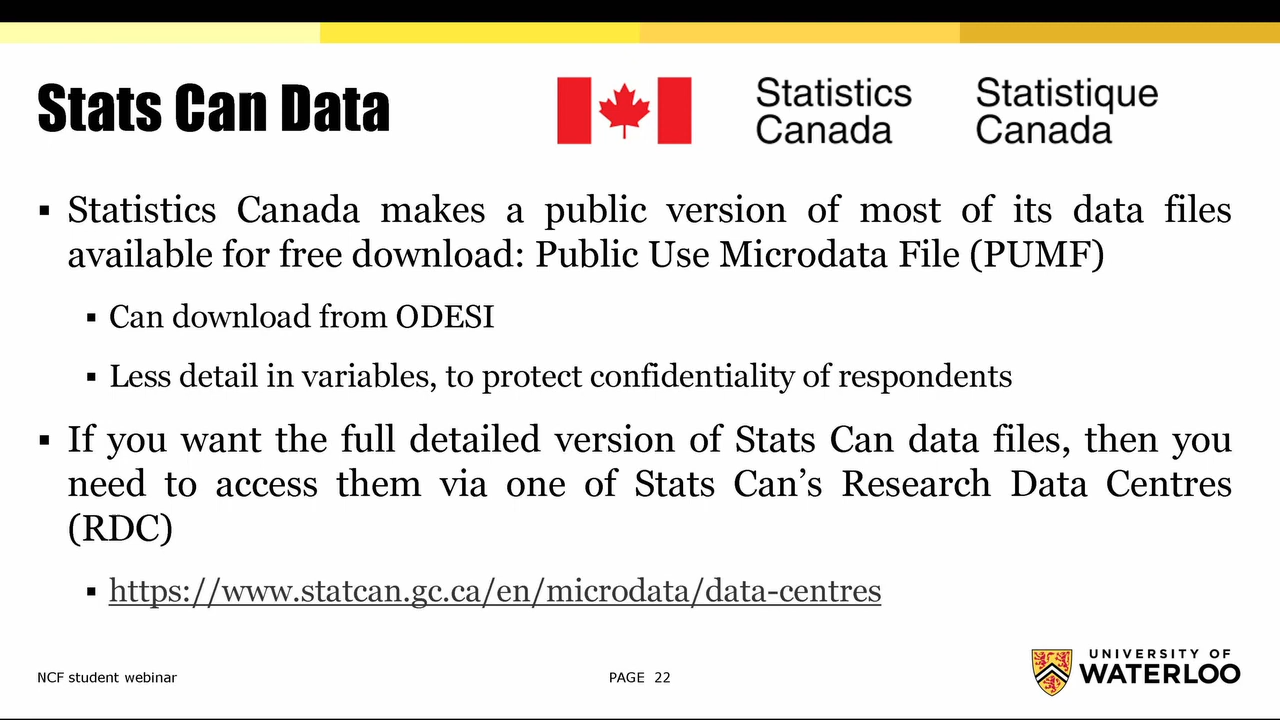 Stats Can Data
Statistics
Canada
Statistique
Canada
▪ Statistics Canada makes a public version of most of its data files
available for free download: Public Use Microdata File (PUMF)
▪ Can download from ODESI
▪ Less detail in variables, to protect confidentiality of respondents
▪ If you want the full detailed version of Stats Can data files, then you
need to access them via one of Stats Can’s Research Data Centres
(RDC)
▪ https://www.statcan.gc.ca/en/microdata/data-centres
NCF student webinar
PAGE 22
UNIVERSITY OF
WATERLOO